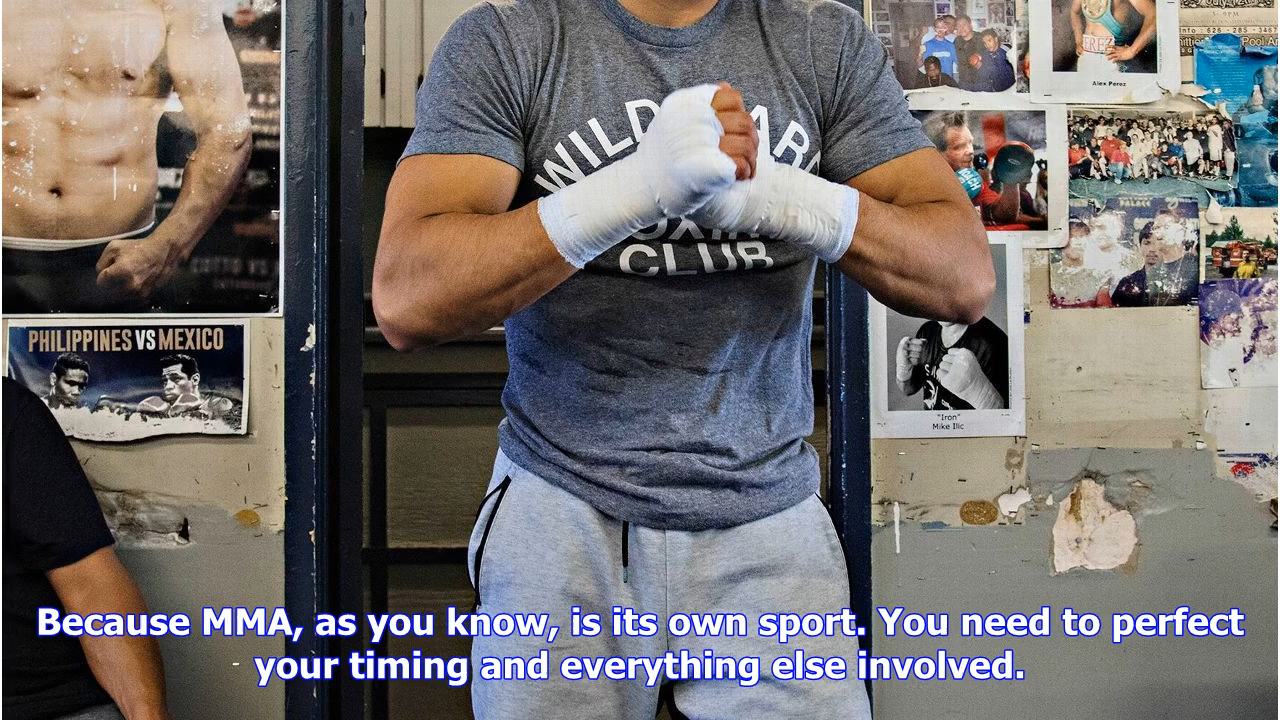 WILD ARD
CLUB
PHILIPPINES VS MEXICO
Alex Perez
"Iron"
Mike Ilic
Because MMA, as you know, is its own sport. You need to perfect
your timing and everything else involved.